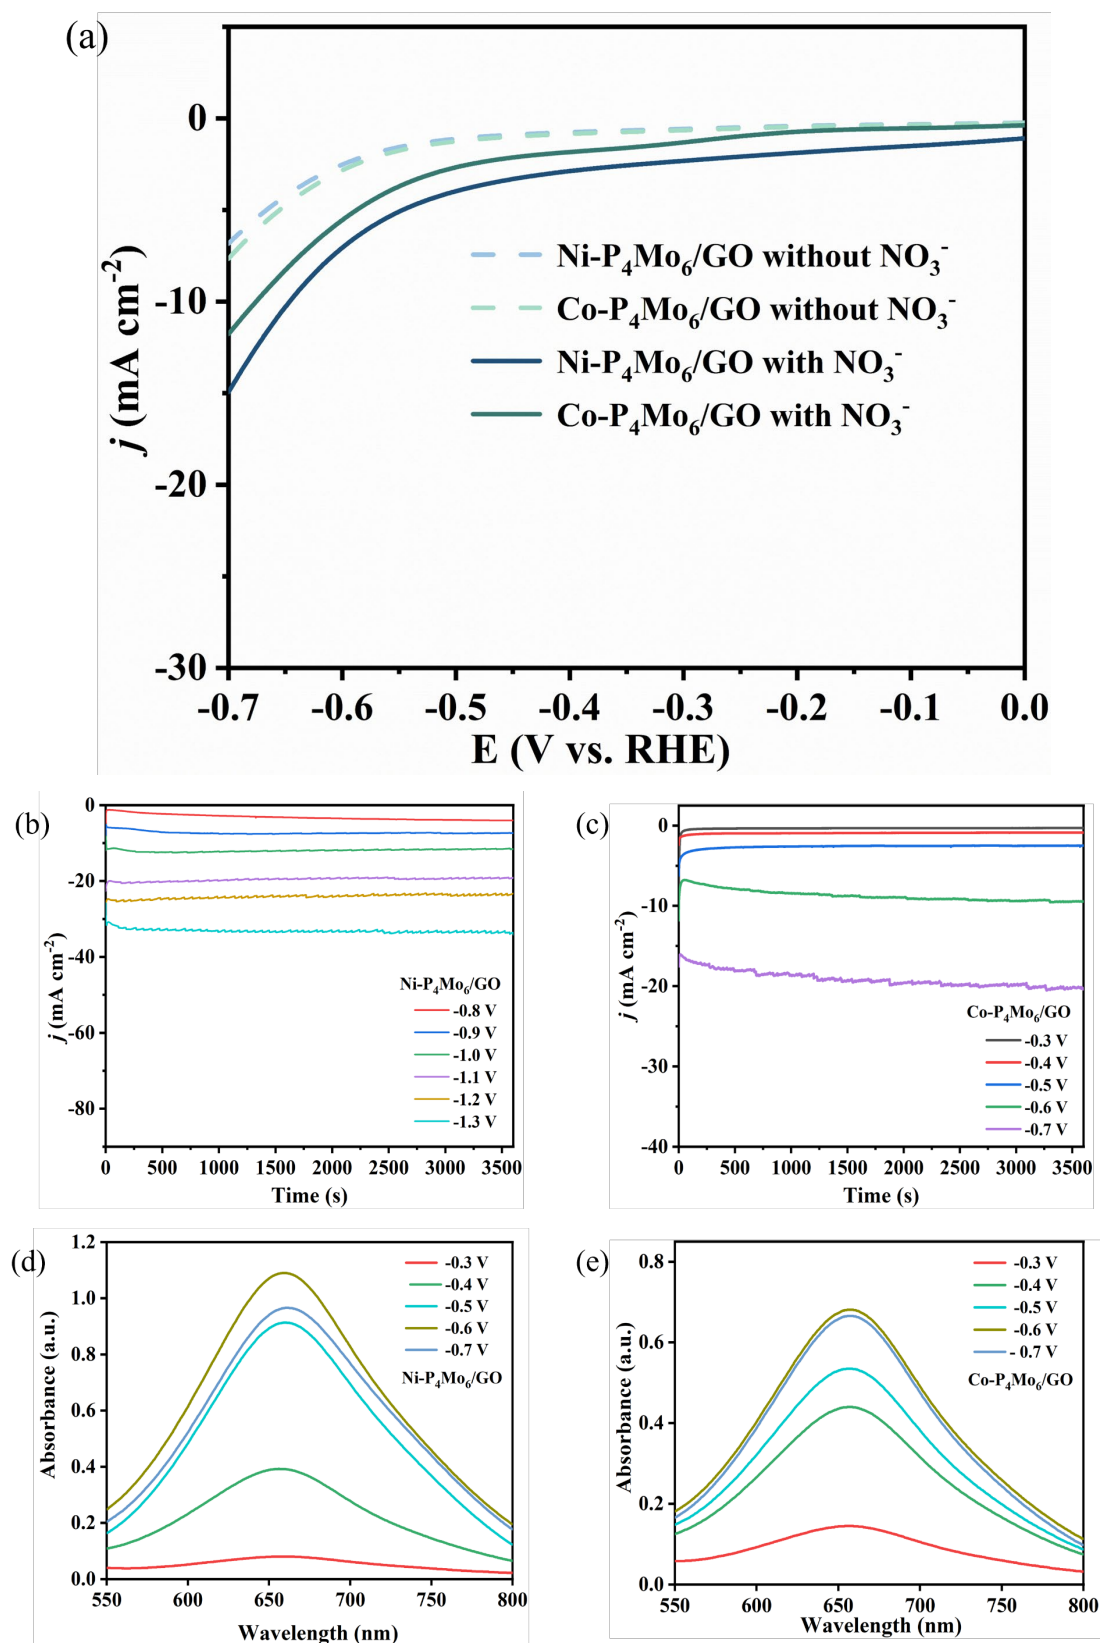 (a)
0
-10
-20
-30
j (mA cm⁻²)
Ni-P₄Mo₆/GO without NO₃⁻
Co-P₄Mo₆/GO without NO₃⁻
Ni-P₄Mo₆/GO with NO₃⁻
Co-P₄Mo₆/GO with NO₃⁻
-0.7 -0.6 -0.5 -0.4 -0.3 -0.2 -0.1 0.0
E (V vs. RHE)
(b)
0
-20
-40
-60
-80
j (mA cm⁻²)
Ni-P₄Mo₆/GO
-0.8 V
-0.9 V
-1.0 V
-1.1 V
-1.2 V
-1.3 V
0 500 1000 1500 2000 2500 3000 3500
Time (s)
(c)
0
-10
-20
-30
-40
j (mA cm⁻²)
Co-P₄Mo₆/GO
-0.3 V
-0.4 V
-0.5 V
-0.6 V
-0.7 V
0 500 1000 1500 2000 2500 3000 3500
Time (s)
(d)
1.2
1.0
0.8
0.6
0.4
0.2
0.0
Absorbance (a.u.)
-0.3 V
-0.4 V
-0.5 V
-0.6 V
-0.7 V
Ni-P₄Mo₆/GO
550 600 650 700 750 800
Wavelength (nm)
(e)
0.8
0.6
0.4
0.2
0.0
Absorbance (a.u.)
-0.3 V
-0.4 V
-0.5 V
-0.6 V
- 0.7 V
Co-P₄Mo₆/GO
550 600 650 700 750 800
Wavelength (nm)